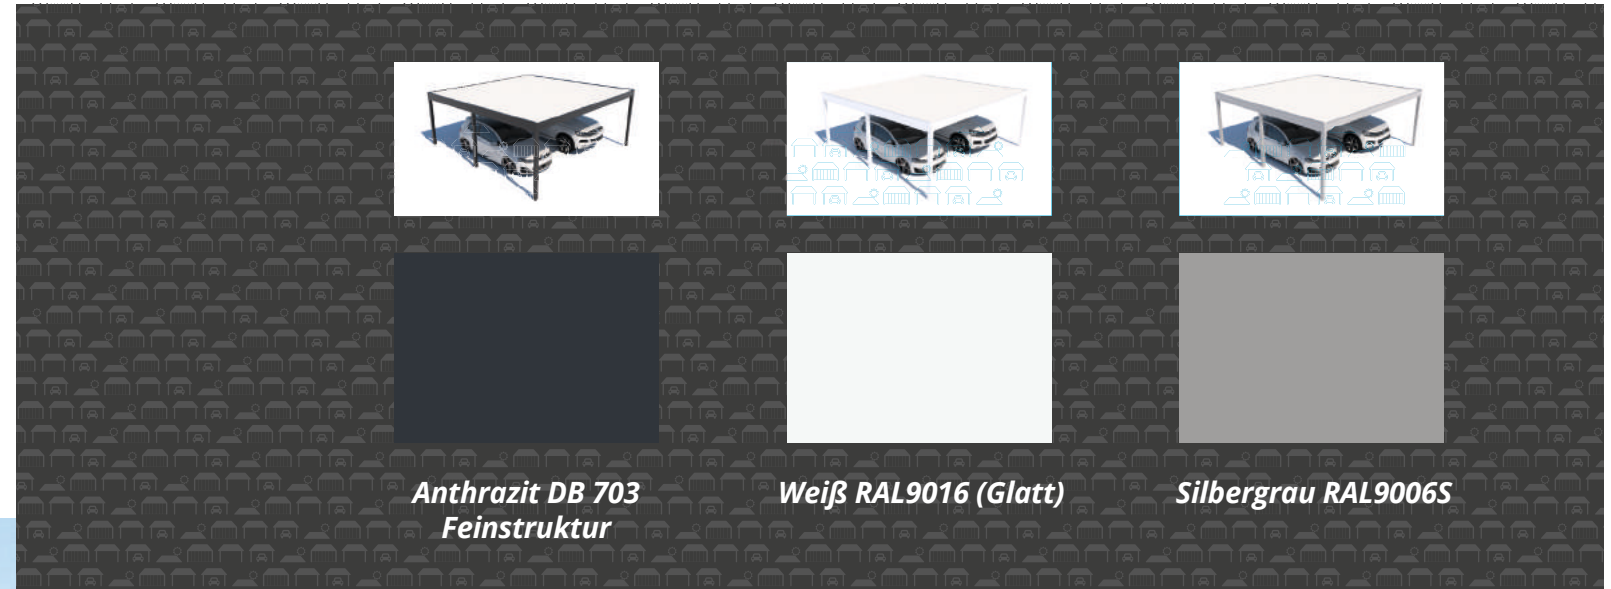 Anthrazit DB 703
Feinstruktur
Weiß RAL9016 (Glatt)
Silbergrau RAL9006S